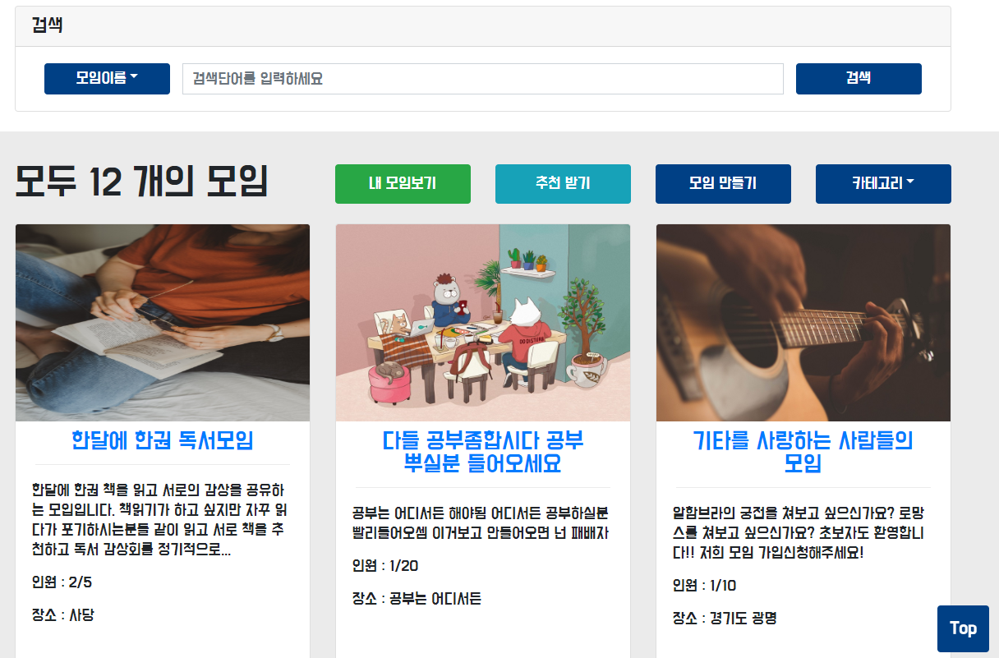 검색
모임이름
검색단어를 입력하세요
검색
모두 12 개의 모임
내 모임보기
추천 받기
모임 만들기
카테고리
DO DISTURB
한달에 한권 독서모임
한달에 한권 책을 읽고 서로의 감상을 공유하
는 모입입니다. 책읽기가 하고 싶지만 자꾸 읽
다가 포기하시는분들 같이 읽고 서로 책을 추
천하고 독서 감상회를 정기적으로...
인원 : 2/5
장소 : 사당
다들 공부좀합시다 공부
뿌실분 들어오세요
공부는 어디서든 해야됨 어디서든 공부하실분
빨리들어오셈 이거보고 안들어오면 넌 패배자
인원 : 1/20
장소 : 공부는 어디서든
기타를 사랑하는 사람들의
모임
알함브라의 궁전을 쳐보고 싶으신가요? 로망
스를 쳐보고 싶으신가요? 초보자도 환영합니
다!! 저희 모임 가입신청해주세요!
인원 : 1/10
장소 : 경기도 광명
Top